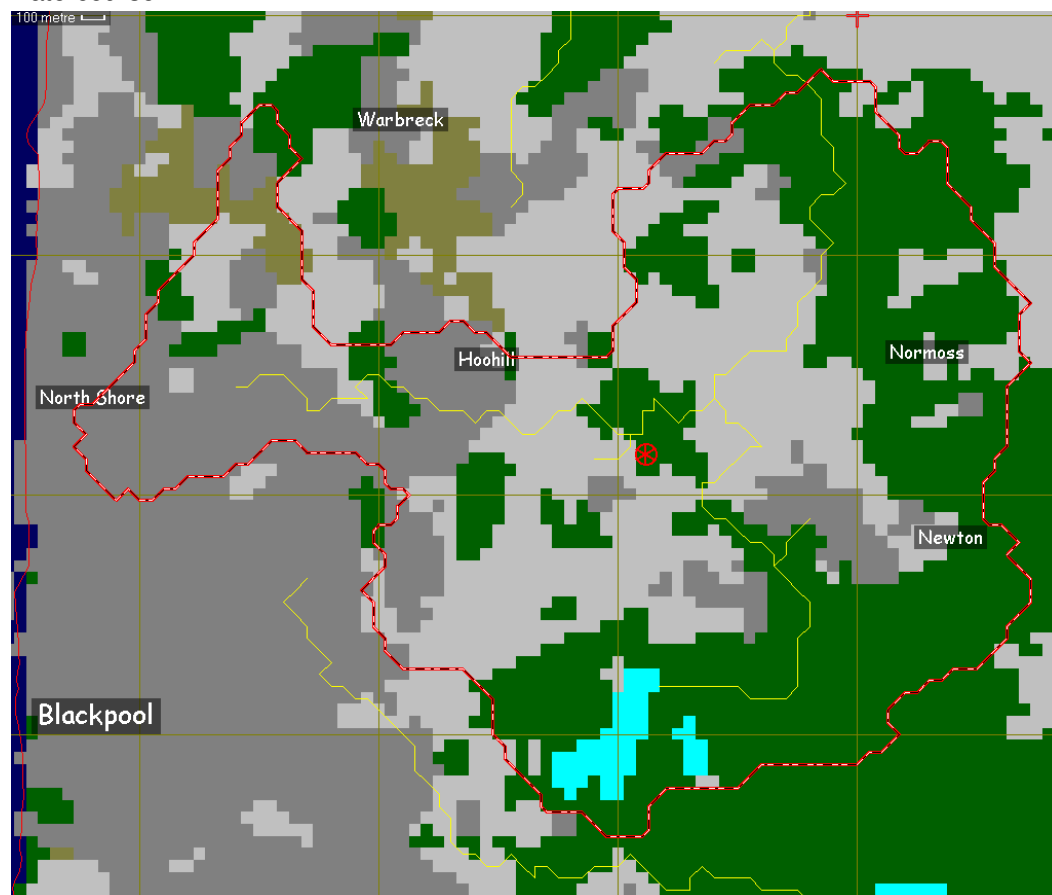 100 metre
Warbreck
Normoss
Hoohill
North Shore
Newton
Blackpool